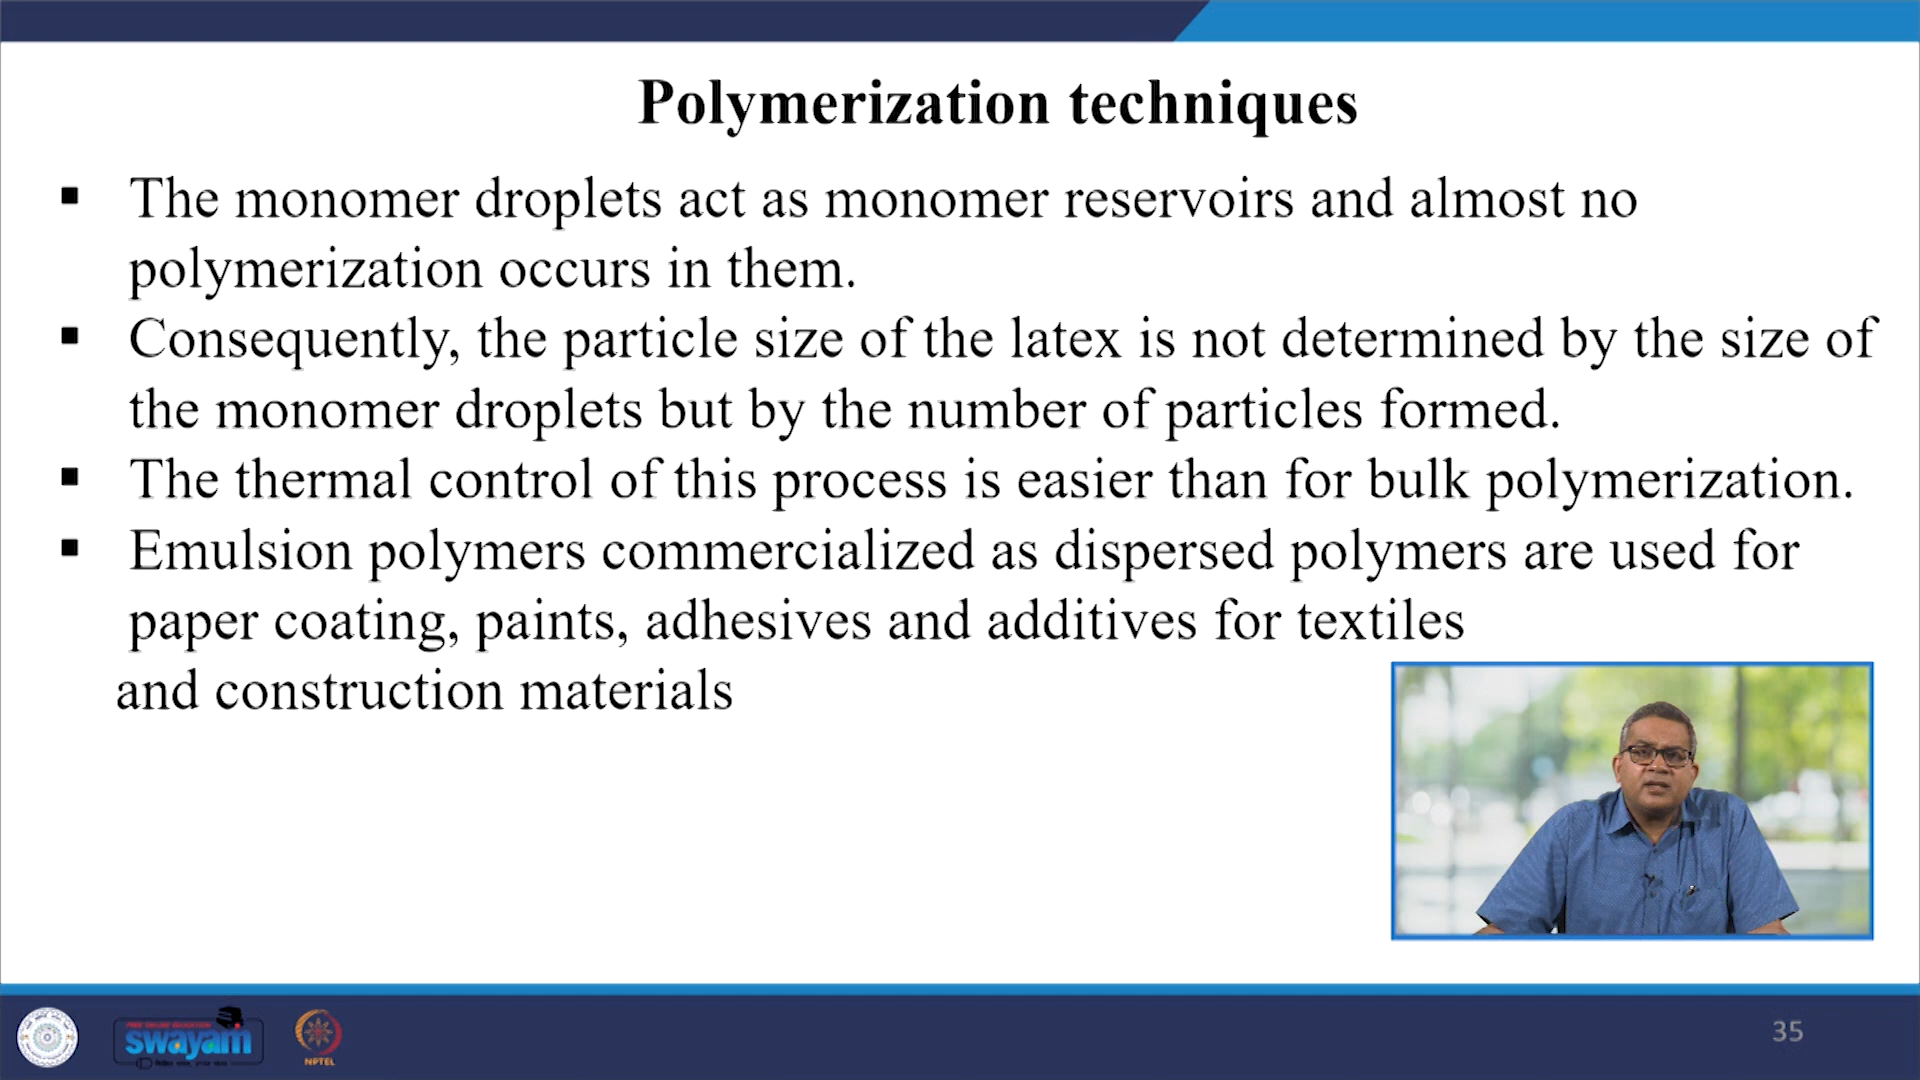 Polymerization techniques
▪ The monomer droplets act as monomer reservoirs and almost no
polymerization occurs in them.
▪ Consequently, the particle size of the latex is not determined by the size of
the monomer droplets but by the number of particles formed.
▪ The thermal control of this process is easier than for bulk polymerization.
▪ Emulsion polymers commercialized as dispersed polymers are used for
paper coating, paints, adhesives and additives for textiles
and construction materials
FREE ONLINE EDUCATION
swayam
NPTEL
35